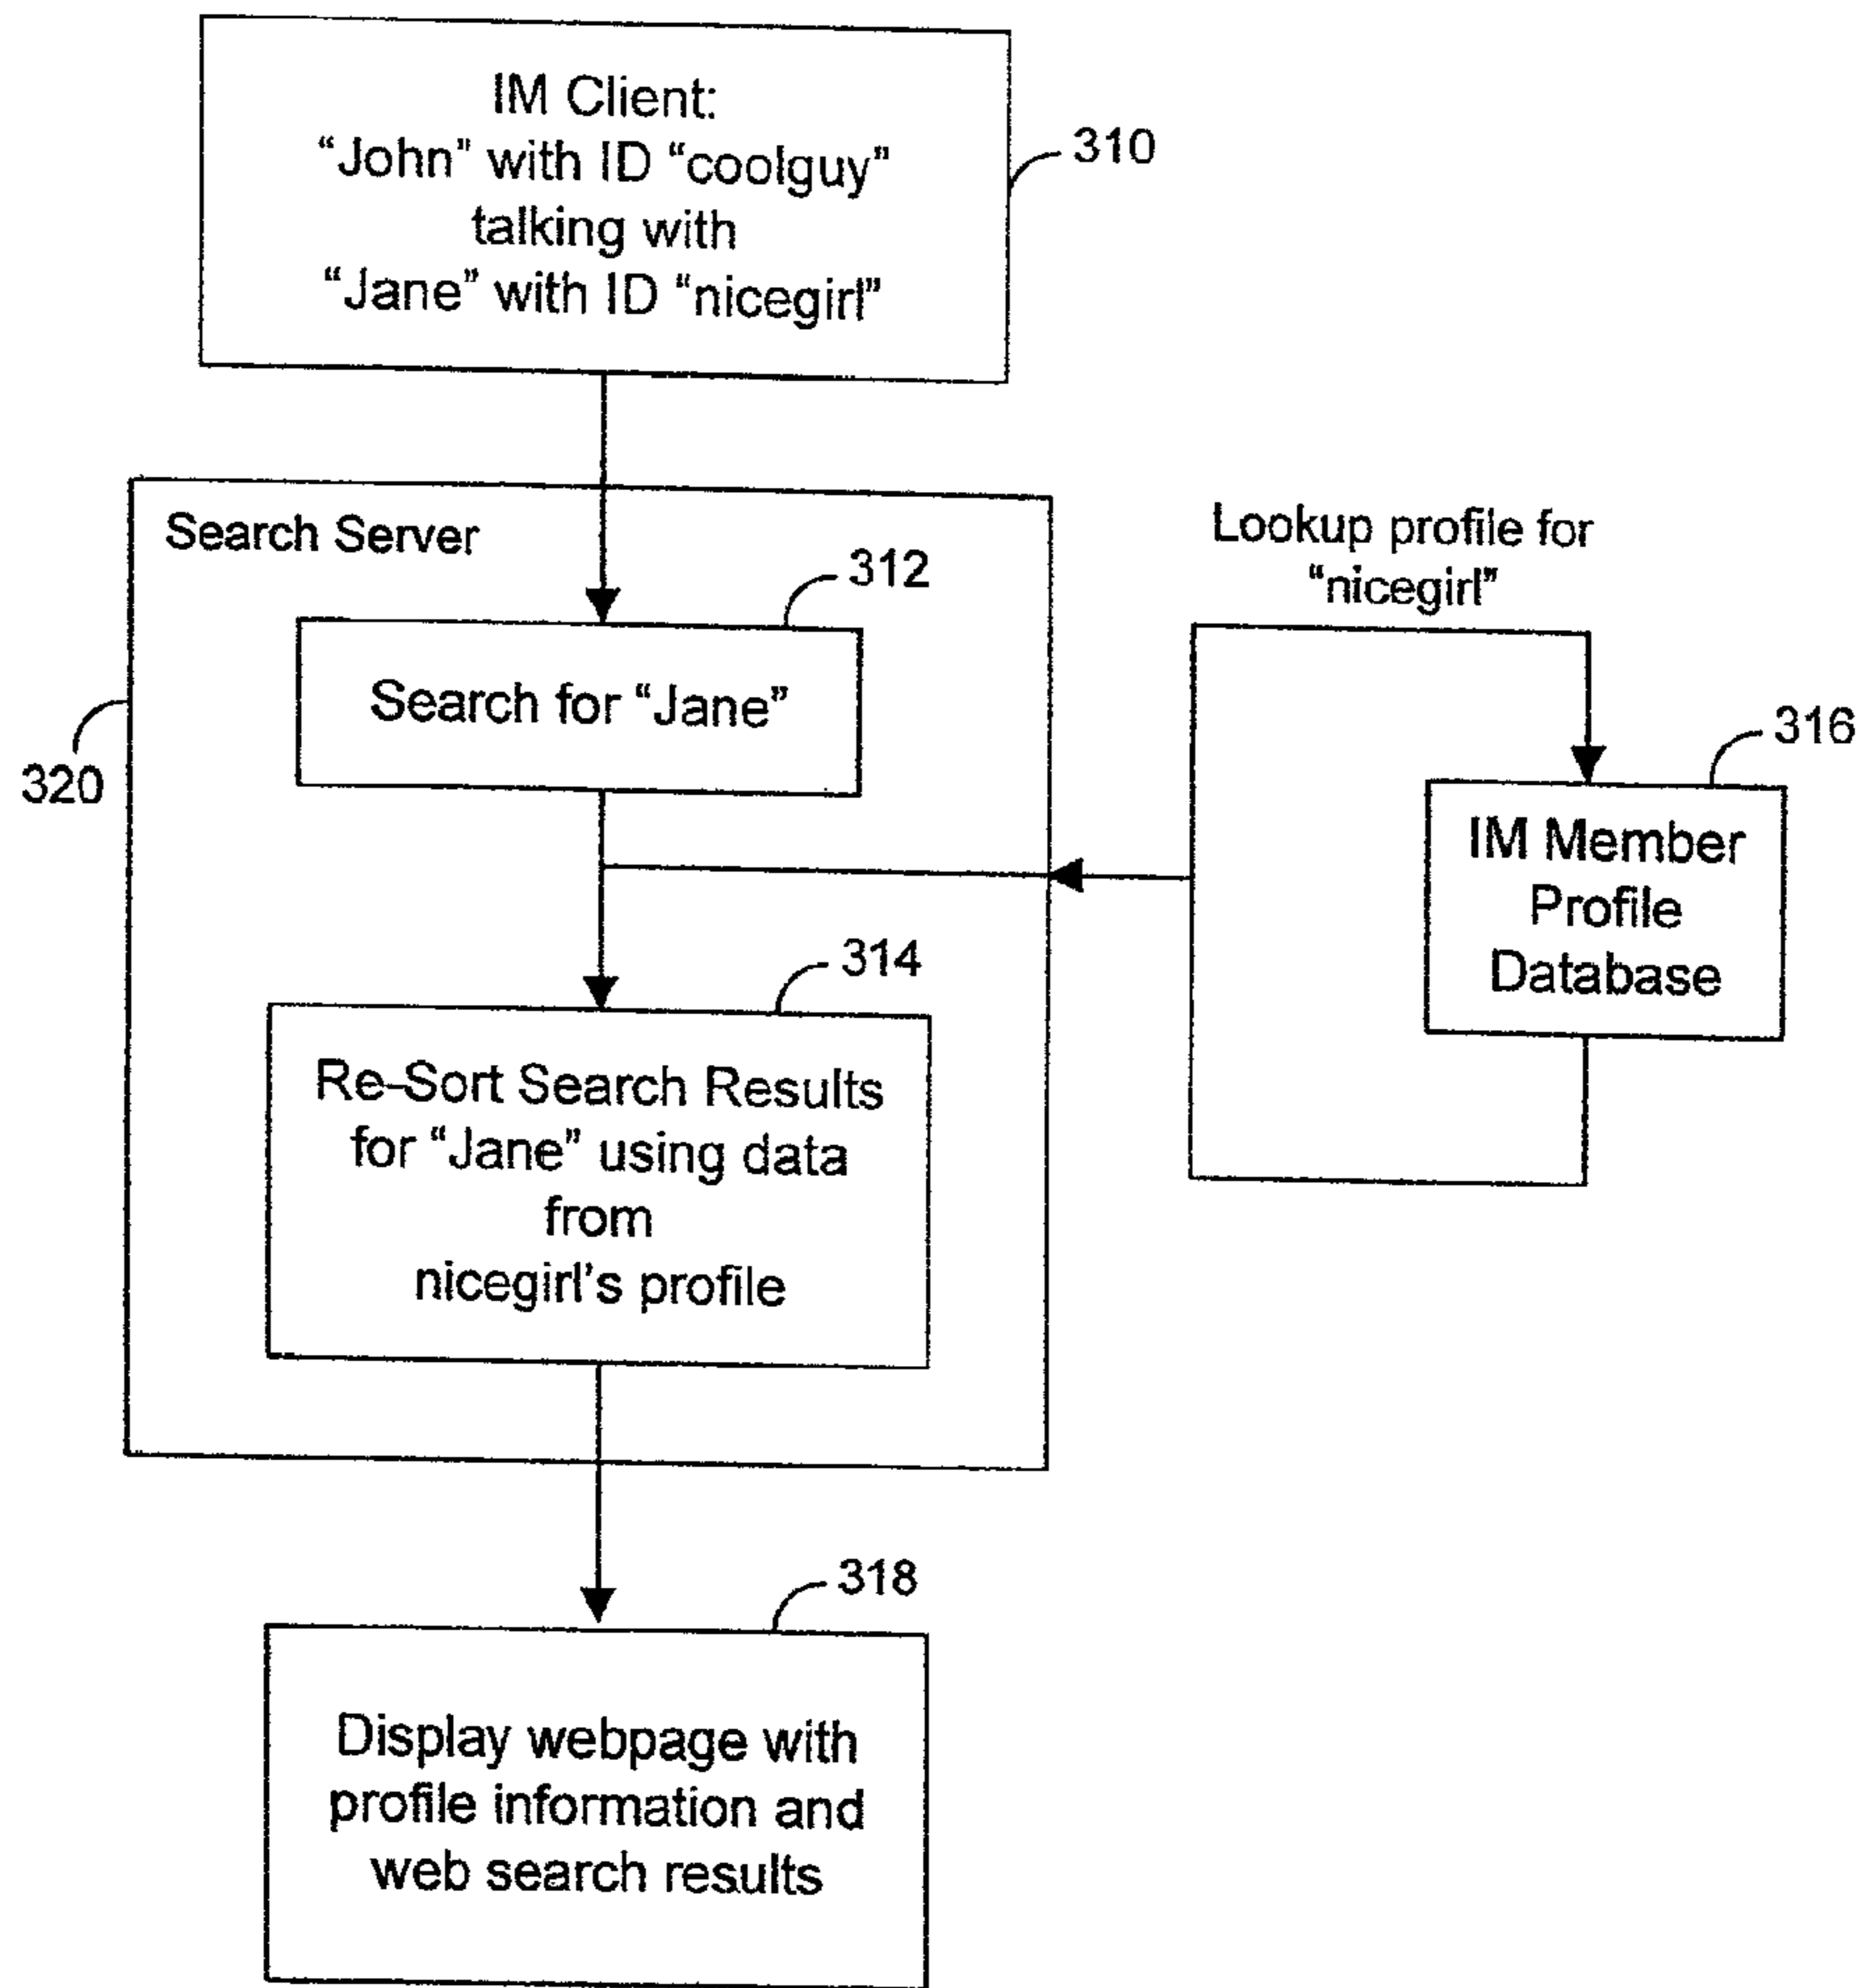 IM Client:
“John” with ID “coolguy”
talking with
“Jane” with ID “nicegirl”
310
Search Server
312
Search for “Jane”
320
Lookup profile for
“nicegirl”
316
IM Member
Profile
Database
314
Re-Sort Search Results
for “Jane” using data
from
nicegirl's profile
318
Display webpage with
profile information and
web search results